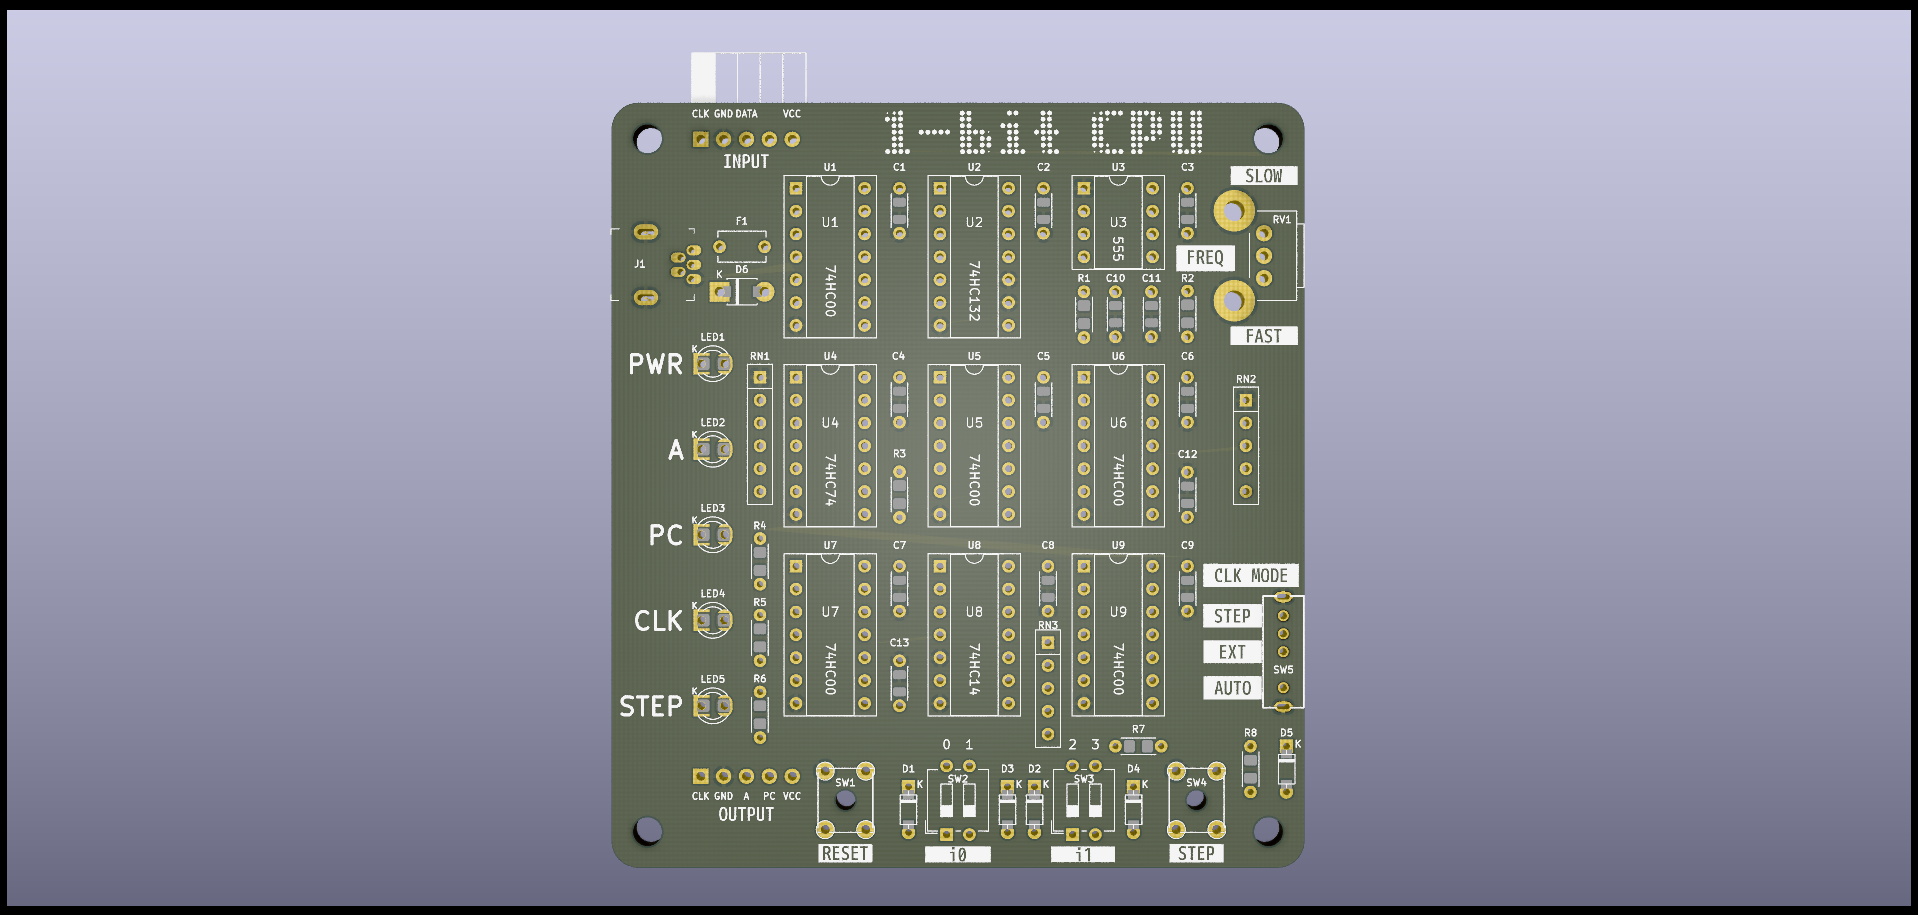 CLK GND DATA VCC
INPUT
1-bit CPU
SLOW
U1 C1 U2 C2 U3 C3
U1 U2 U3
74HC00 74HC132 555
RV1
FREQ
FAST
F1
J1
D6
K
R1 C10 C11 R2
LED1
K
PWR
RN1 U4 C4 U5 C5 U6 C6
RN2
U4 U5 U6
74HC74 74HC00 74HC00
LED2
K
A
R3 C12
LED3
K
PC
R4 U7 C7 U8 C8 U9 C9
CLK MODE
STEP
EXT
SW5
AUTO
LED4
K
CLK
R5 U7 U8 U9
RN3
C13
74HC00 74HC14 74HC00
LED5
K
STEP
R6
R7
0 1 2 3
R8 D5
K
CLK GND A PC VCC
OUTPUT
SW1
RESET
D1 K SW2 D3 D2 K K
i0
SW3 D4 K
i1
SW4
STEP